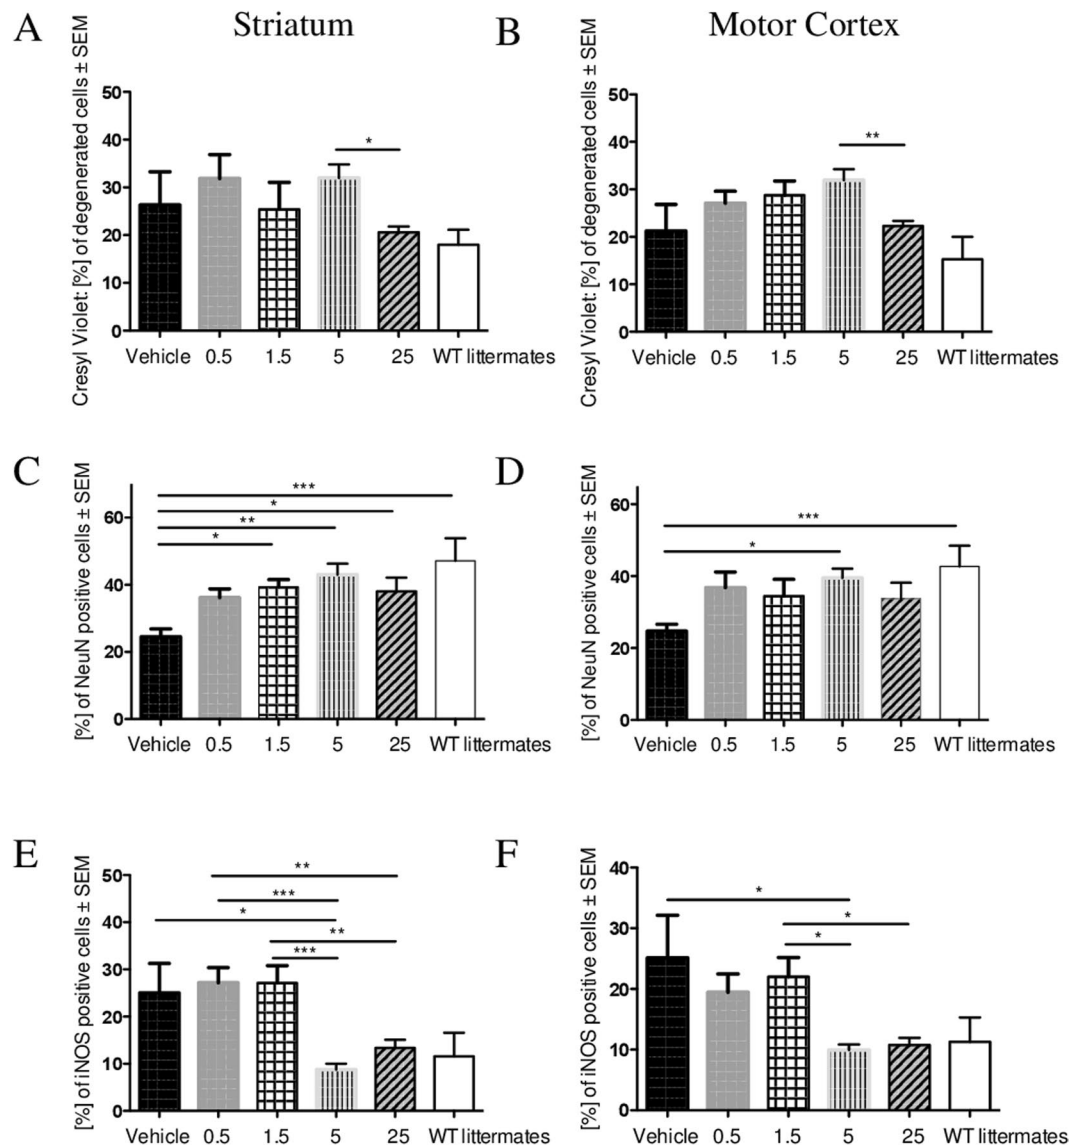 A
Striatum
B
Motor Cortex
Cresyl Violet: [%] of degenerated cells ± SEM
50
40
30
20
10
0
*
Vehicle 0.5 1.5 5 25 WT littermates
Cresyl Violet: [%] of degenerated cells ± SEM
50
40
30
20
10
0
**
Vehicle 0.5 1.5 5 25 WT littermates
C
[%] of NeuN positive cells ± SEM
60
40
20
0
***
*
**
*
Vehicle 0.5 1.5 5 25 WT littermates
D
[%] of NeuN positive cells ± SEM
60
40
20
0
***
*
Vehicle 0.5 1.5 5 25 WT littermates
E
[%] of iNOS positive cells ± SEM
50
40
30
20
10
0
**
***
*
**
***
Vehicle 0.5 1.5 5 25 WT littermates
F
[%] of iNOS positive cells ± SEM
40
30
20
10
0
*
*
*
Vehicle 0.5 1.5 5 25 WT littermates